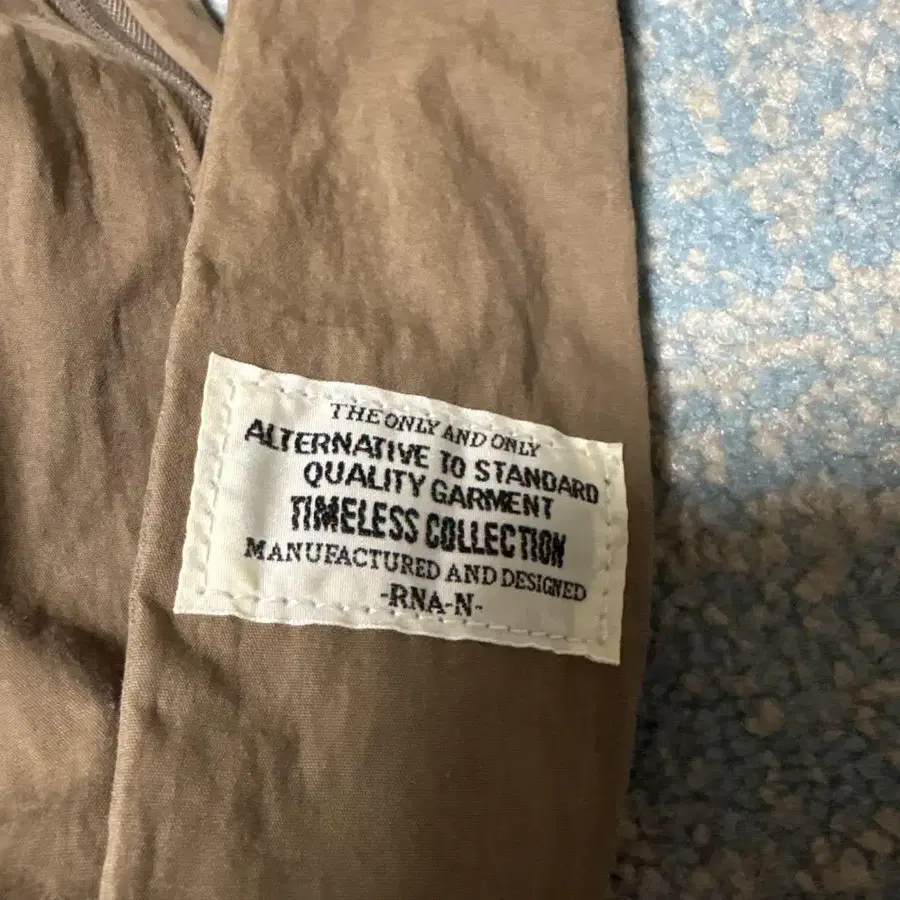 THE ONLY AND ONLY
ALTERNATIVE TO STANDARD
QUALITY GARMENT
TIMELESS COLLECTION
MANUFACTURED AND DESIGNED
-RNA-N-